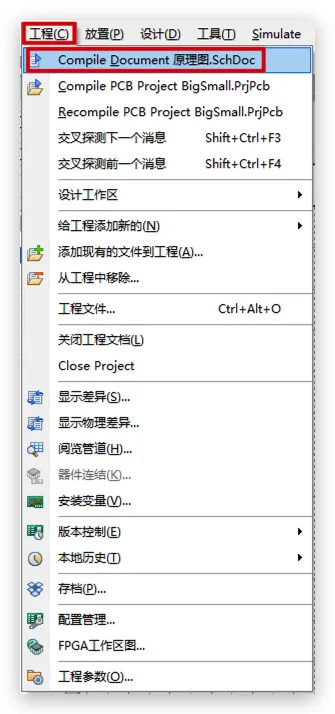 工程(C) 放置(P) 设计(D) 工具(T) Simulate
Compile Document 原理图.SchDoc
Compile PCB Project BigSmall.PrjPcb
Recompile PCB Project BigSmall.PrjPcb
交叉探测下一个消息 Shift+Ctrl+F3
交叉探测前一个消息 Shift+Ctrl+F4
设计工作区
给工程添加新的(N)
添加现有的文件到工程(A)...
从工程中移除...
工程文件... Ctrl+Alt+O
关闭工程文档(L)
Close Project
显示差异(S)...
显示物理差异...
阅览管道(H)...
器件连结(K)...
安装变量(V)...
版本控制(E)
本地历史(T)
存档(P)...
配置管理...
FPGA工作区图...
工程参数(O)...